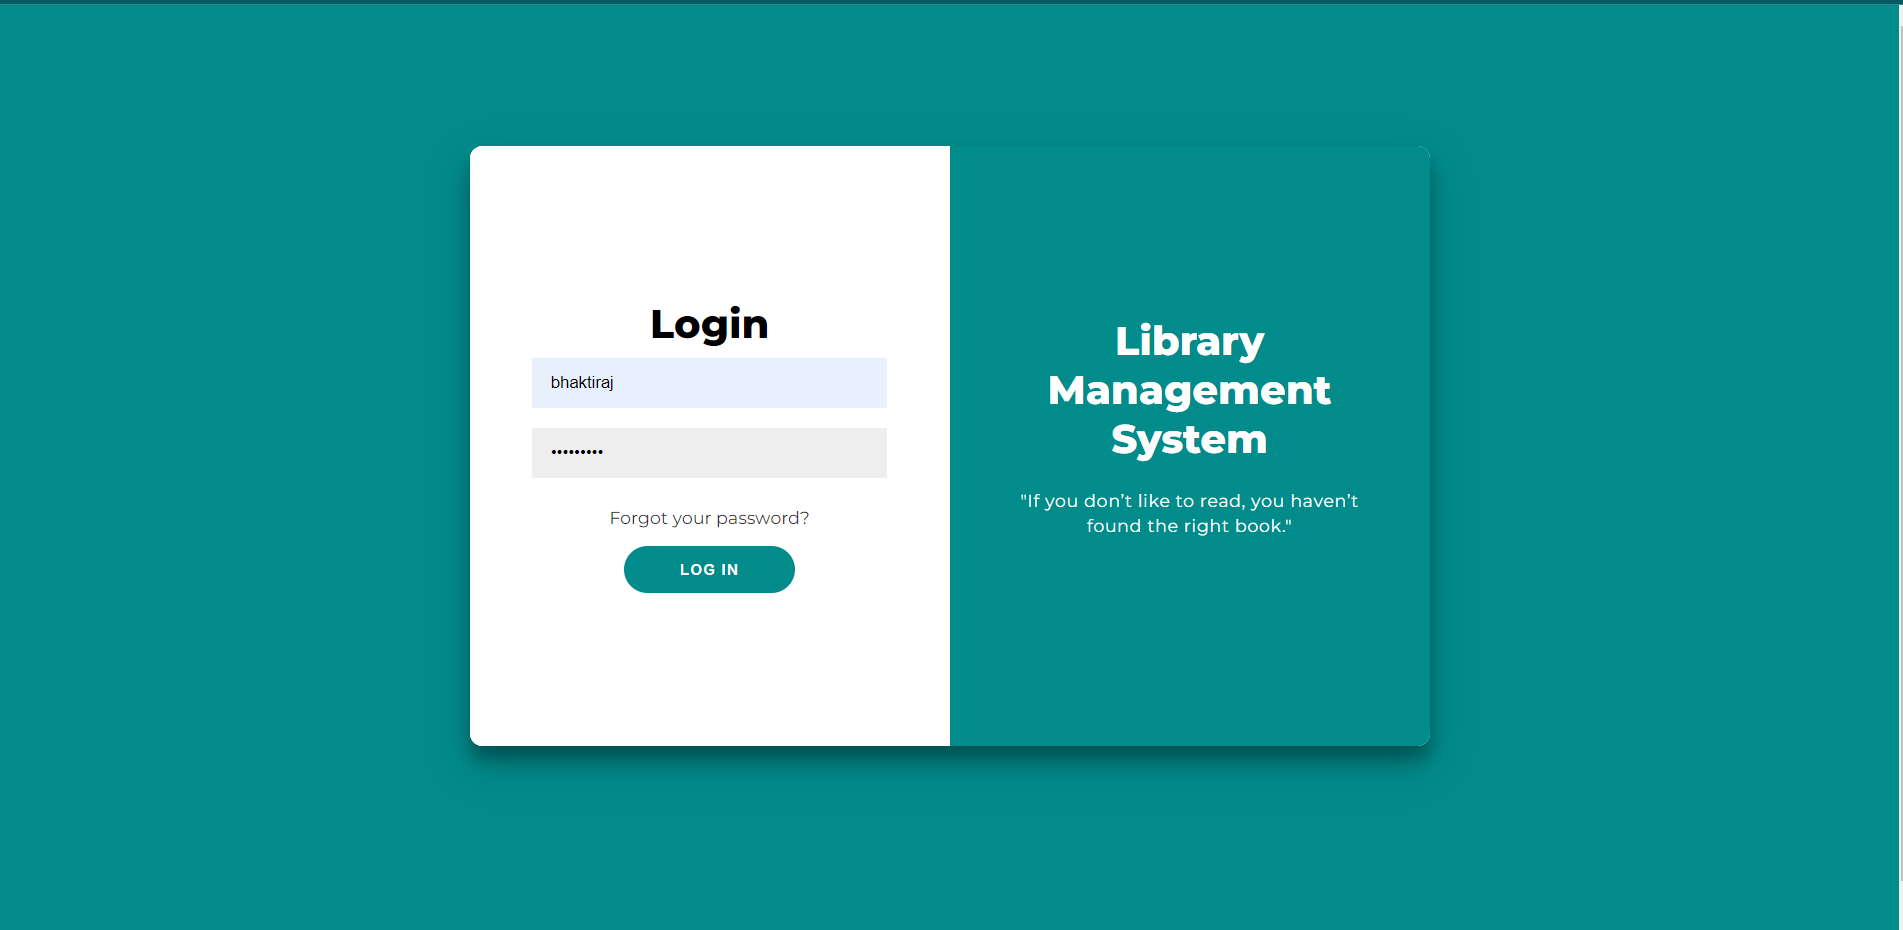 Login
bhaktiraj
•••••••••
Forgot your password?
LOG IN
Library
Management
System
"If you don’t like to read, you haven’t
found the right book."